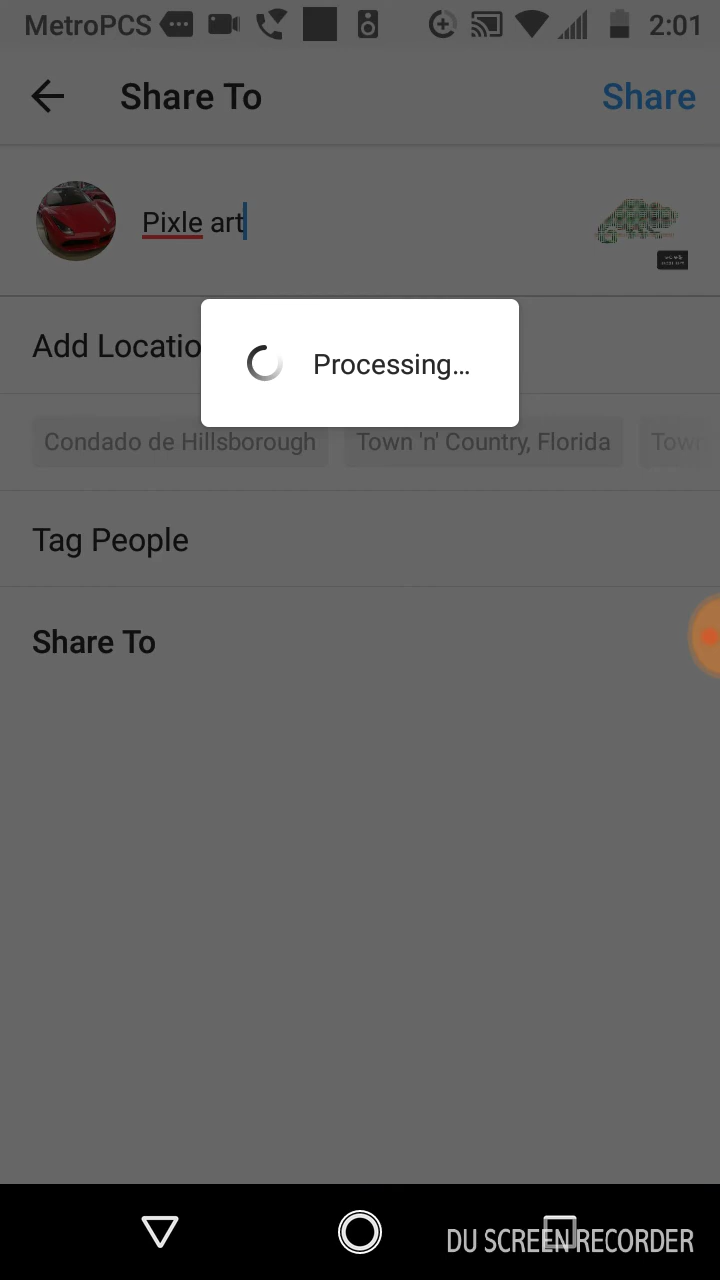 MetroPCS 2:01
Share To Share
Pixle art
Add Locatio
Processing...
Condado de Hillsborough Town 'n' Country, Florida Town
Tag People
Share To
DU SCREEN RECORDER